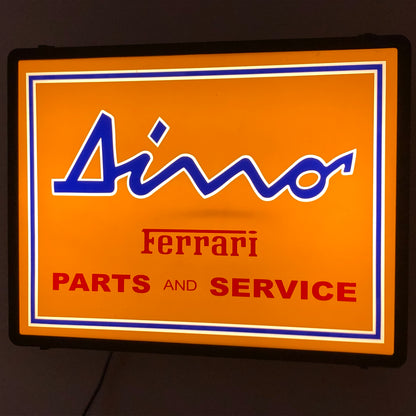 Dino
Ferrari
PARTS AND SERVICE